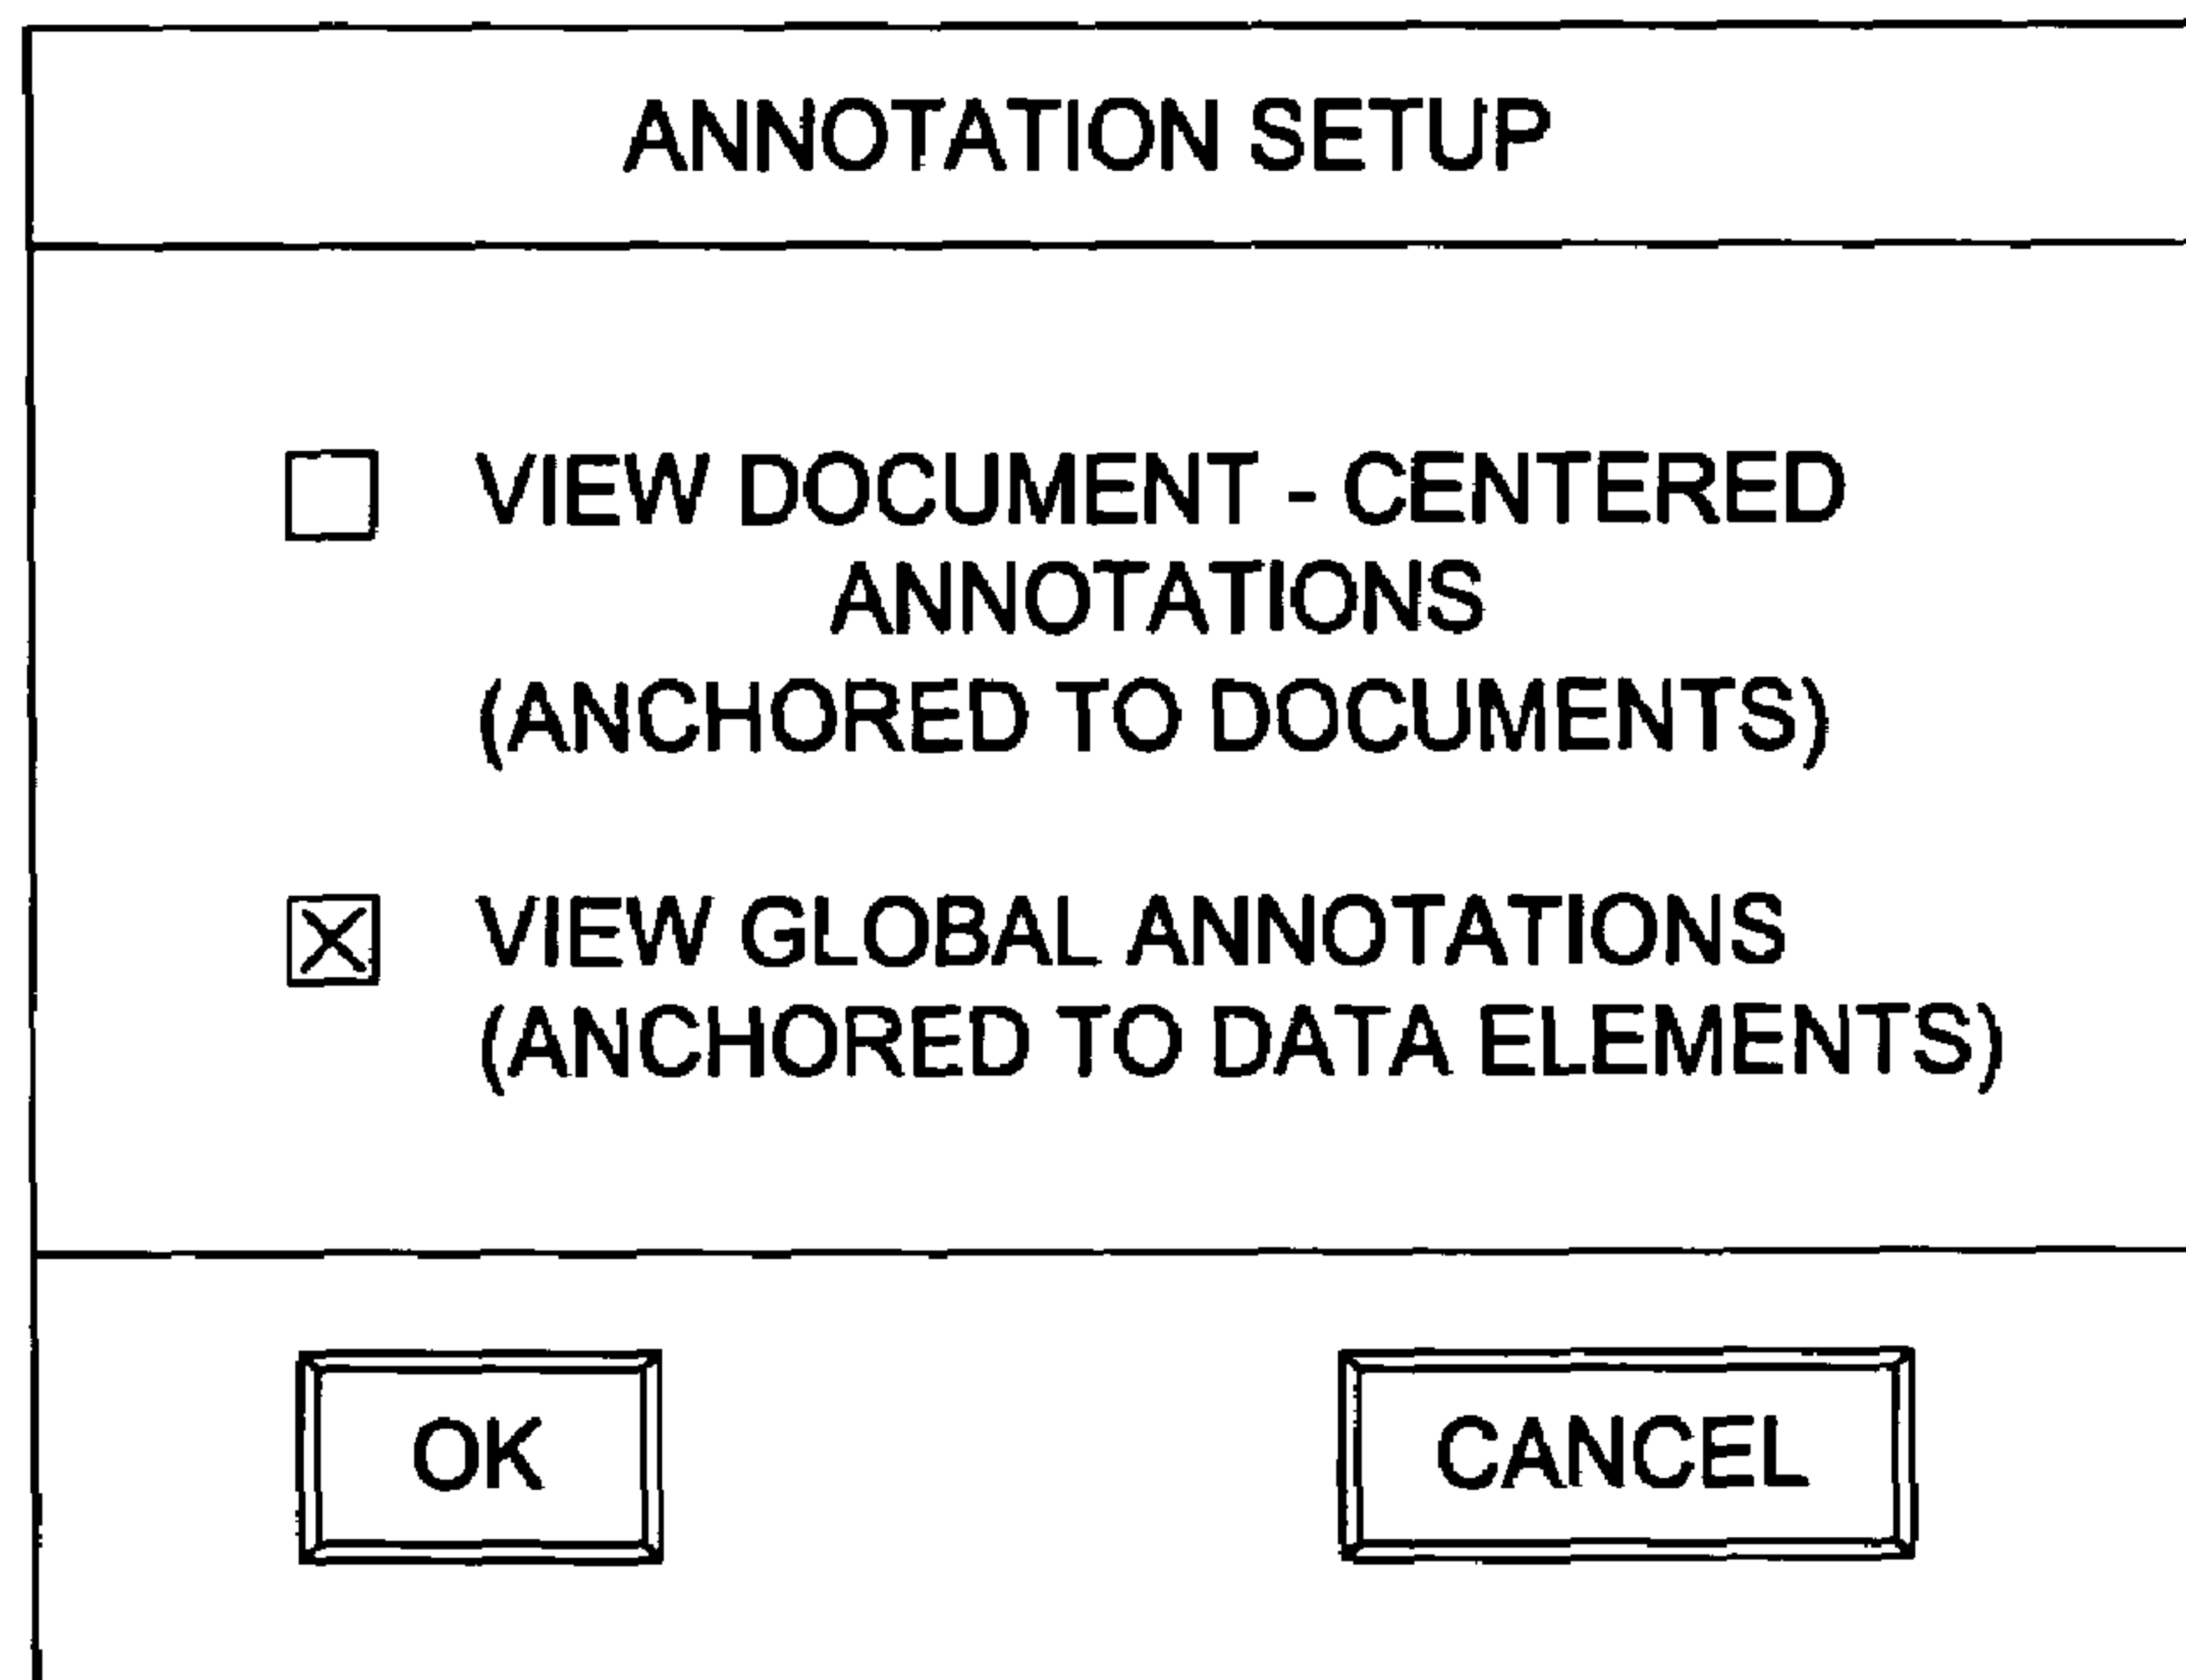 ANNOTATION SETUP
VIEW DOCUMENT - CENTERED
ANNOTATIONS
(ANCHORED TO DOCUMENTS)
VIEW GLOBAL ANNOTATIONS
(ANCHORED TO DATA ELEMENTS)
OK
CANCEL